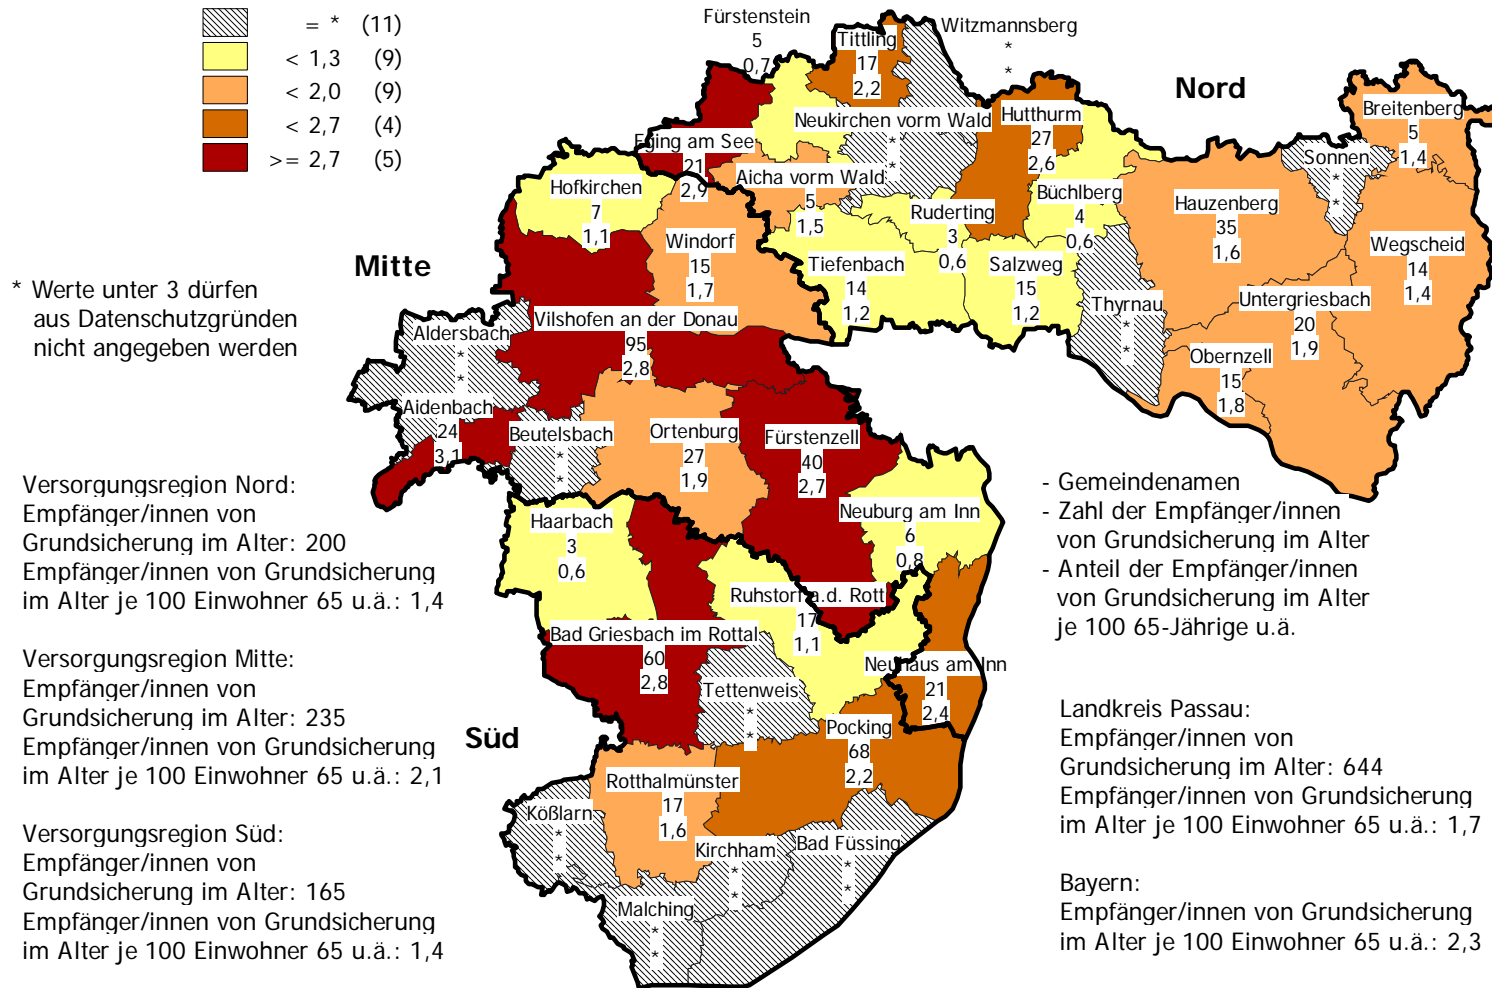 = * (11)
< 1,3 (9)
< 2,0 (9)
< 2,7 (4)
>= 2,7 (5)
Fürstenstein
5
0,7
Tittling
17
2,2
Witzmannsberg
*
*
Nord
Breitenberg
5
1,4
Neukirchen vorm Wald
*
*
Hutthurm
27
2,6
Sonnen
*
*
Eging am See
21
2,9
Aicha vorm Wald
5
1,5
Hofkirchen
7
1,1
Ruderting
3
0,6
Büchlberg
4
0,6
Hauzenberg
35
1,6
Wegscheid
14
1,4
Windorf
15
1,7
Tiefenbach
14
1,2
Salzweg
15
1,2
Thyrnau
*
*
Untergriesbach
20
1,9
Obernzell
15
1,8
Mitte
* Werte unter 3 dürfen
aus Datenschutzgründen
nicht angegeben werden
Vilshofen an der Donau
95
2,8
Aldersbach
*
*
Aidenbach
24
3,1
Beutelsbach
*
*
Ortenburg
27
1,9
Fürstenzell
40
2,7
Neuburg am Inn
6
0,8
Haarbach
3
0,6
Ruhstorf a.d. Rott
17
1,1
Bad Griesbach im Rottal
60
2,8
Neuhaus am Inn
21
2,4
Tettenweis
*
*
Süd
Pocking
68
2,2
Rotthalmünster
17
1,6
Kößlarn
*
*
Kirchham
*
*
Bad Füssing
*
*
Malching
*
*
Versorgungsregion Nord:
Empfänger/innen von
Grundsicherung im Alter: 200
Empfänger/innen von Grundsicherung
im Alter je 100 Einwohner 65 u.ä.: 1,4
Versorgungsregion Mitte:
Empfänger/innen von
Grundsicherung im Alter: 235
Empfänger/innen von Grundsicherung
im Alter je 100 Einwohner 65 u.ä.: 2,1
Versorgungsregion Süd:
Empfänger/innen von
Grundsicherung im Alter: 165
Empfänger/innen von Grundsicherung
im Alter je 100 Einwohner 65 u.ä.: 1,4
- Gemeindenamen
- Zahl der Empfänger/innen
von Grundsicherung im Alter
- Anteil der Empfänger/innen
von Grundsicherung im Alter
je 100 65-Jährige u.ä.
Landkreis Passau:
Empfänger/innen von
Grundsicherung im Alter: 644
Empfänger/innen von Grundsicherung
im Alter je 100 Einwohner 65 u.ä.: 1,7
Bayern:
Empfänger/innen von Grundsicherung
im Alter je 100 Einwohner 65 u.ä.: 2,3